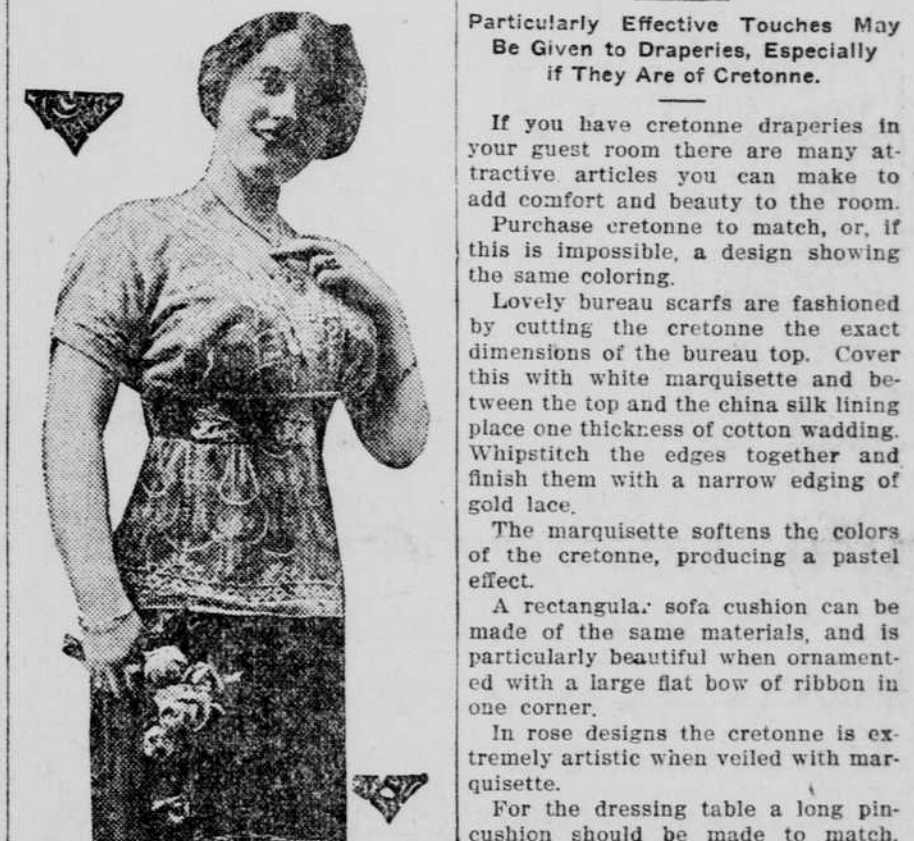 Particularly Effective Touches May
Be Given to Draperies, Especially
if They Are of Cretonne.
If you have cretonne draperies in
your guest room there are many at-
tractive articles you can make to
add comfort and beauty to the room.
Purchase cretonne to match, or, if
this is impossible, a design showing
the same coloring.
Lovely bureau scarfs are fashioned
by cutting the cretonne the exact
dimensions of the bureau top. Cover
this with white marquisette and be-
tween the top and the china silk lining
place one thickness of cotton wadding.
Whipstitch the edges together and
finish them with a narrow edging of
gold lace.
The marquisette softens the colors
of the cretonne, producing a pastel
effect.
A rectangular sofa cushion can be
made of the same materials, and is
particularly beautiful when ornament-
ed with a large flat bow of ribbon in
one corner.
In rose designs the cretonne is ex-
tremely artistic when veiled with mar-
quisette.
For the dressing table a long pin-
cushion should be made to match.